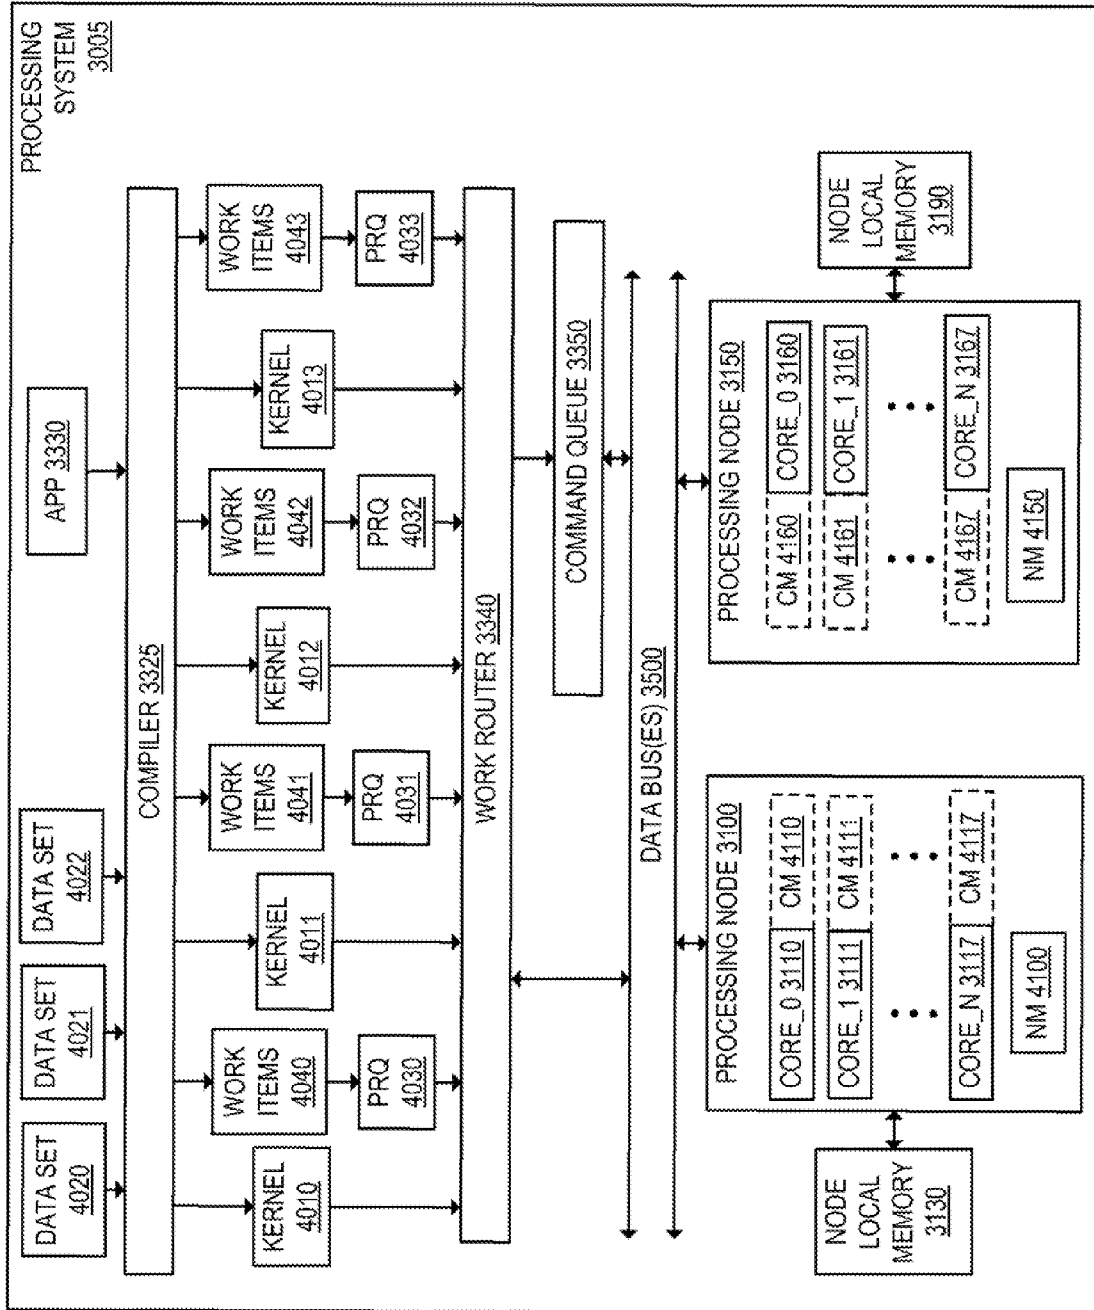 PROCESSING
SYSTEM
3005
DATA SET
4020
DATA SET
4021
DATA SET
4022
APP 3330
COMPILER 3325
KERNEL
4010
WORK
ITEMS
4040
KERNEL
4011
WORK
ITEMS
4041
KERNEL
4012
WORK
ITEMS
4042
KERNEL
4013
WORK
ITEMS
4043
PRQ
4030
PRQ
4031
PRQ
4032
PRQ
4033
WORK ROUTER 3340
COMMAND QUEUE 3350
DATA BUS(ES) 3500
NODE
LOCAL
MEMORY
3130
PROCESSING NODE 3100
CORE_0 3110 CM 4110
CORE_1 3111 CM 4111
CORE_N 3117 CM 4117
NM 4100
PROCESSING NODE 3150
CM 4160 CORE_0 3160
CM 4161 CORE_1 3161
CM 4167 CORE_N 3167
NM 4150
NODE
LOCAL
MEMORY
3190